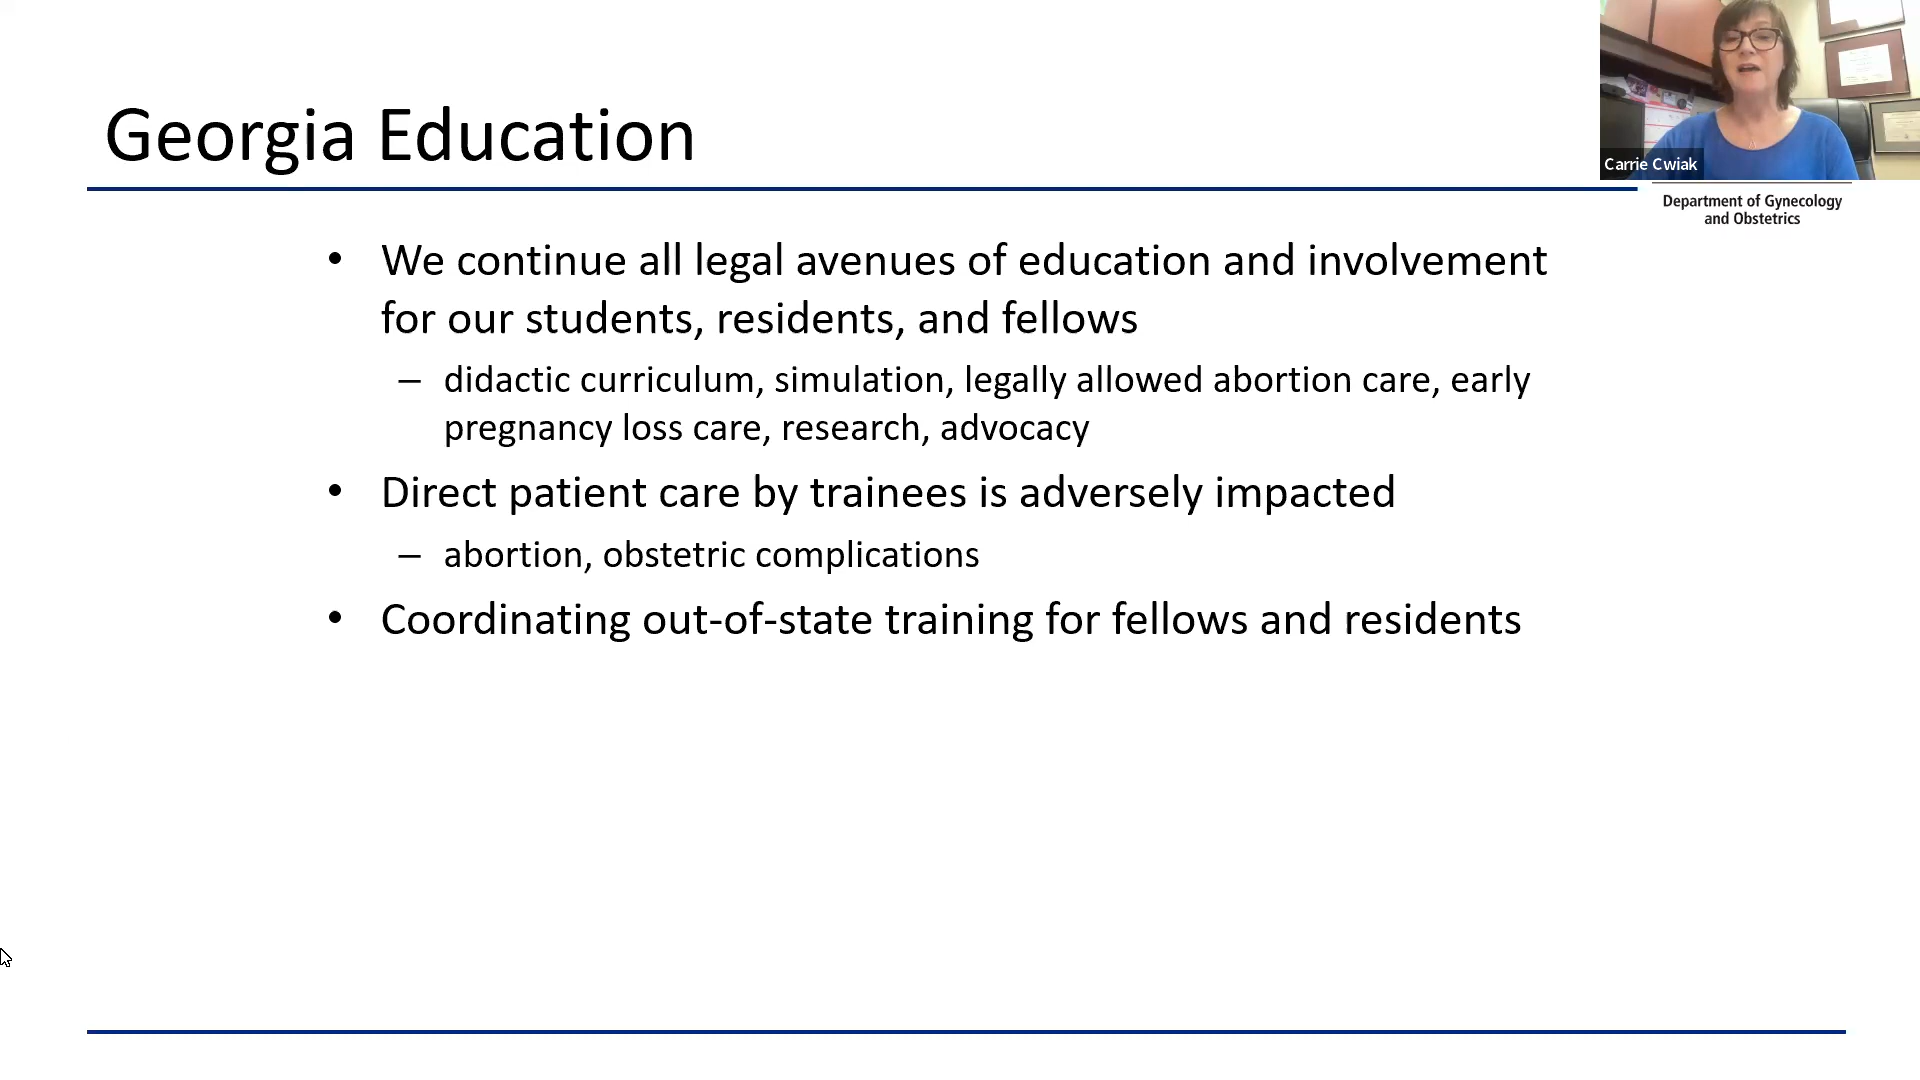 Georgia Education
Carrie Cwiak
Department of Gynecology
and Obstetrics
• We continue all legal avenues of education and involvement
for our students, residents, and fellows
– didactic curriculum, simulation, legally allowed abortion care, early
pregnancy loss care, research, advocacy
• Direct patient care by trainees is adversely impacted
– abortion, obstetric complications
• Coordinating out-of-state training for fellows and residents